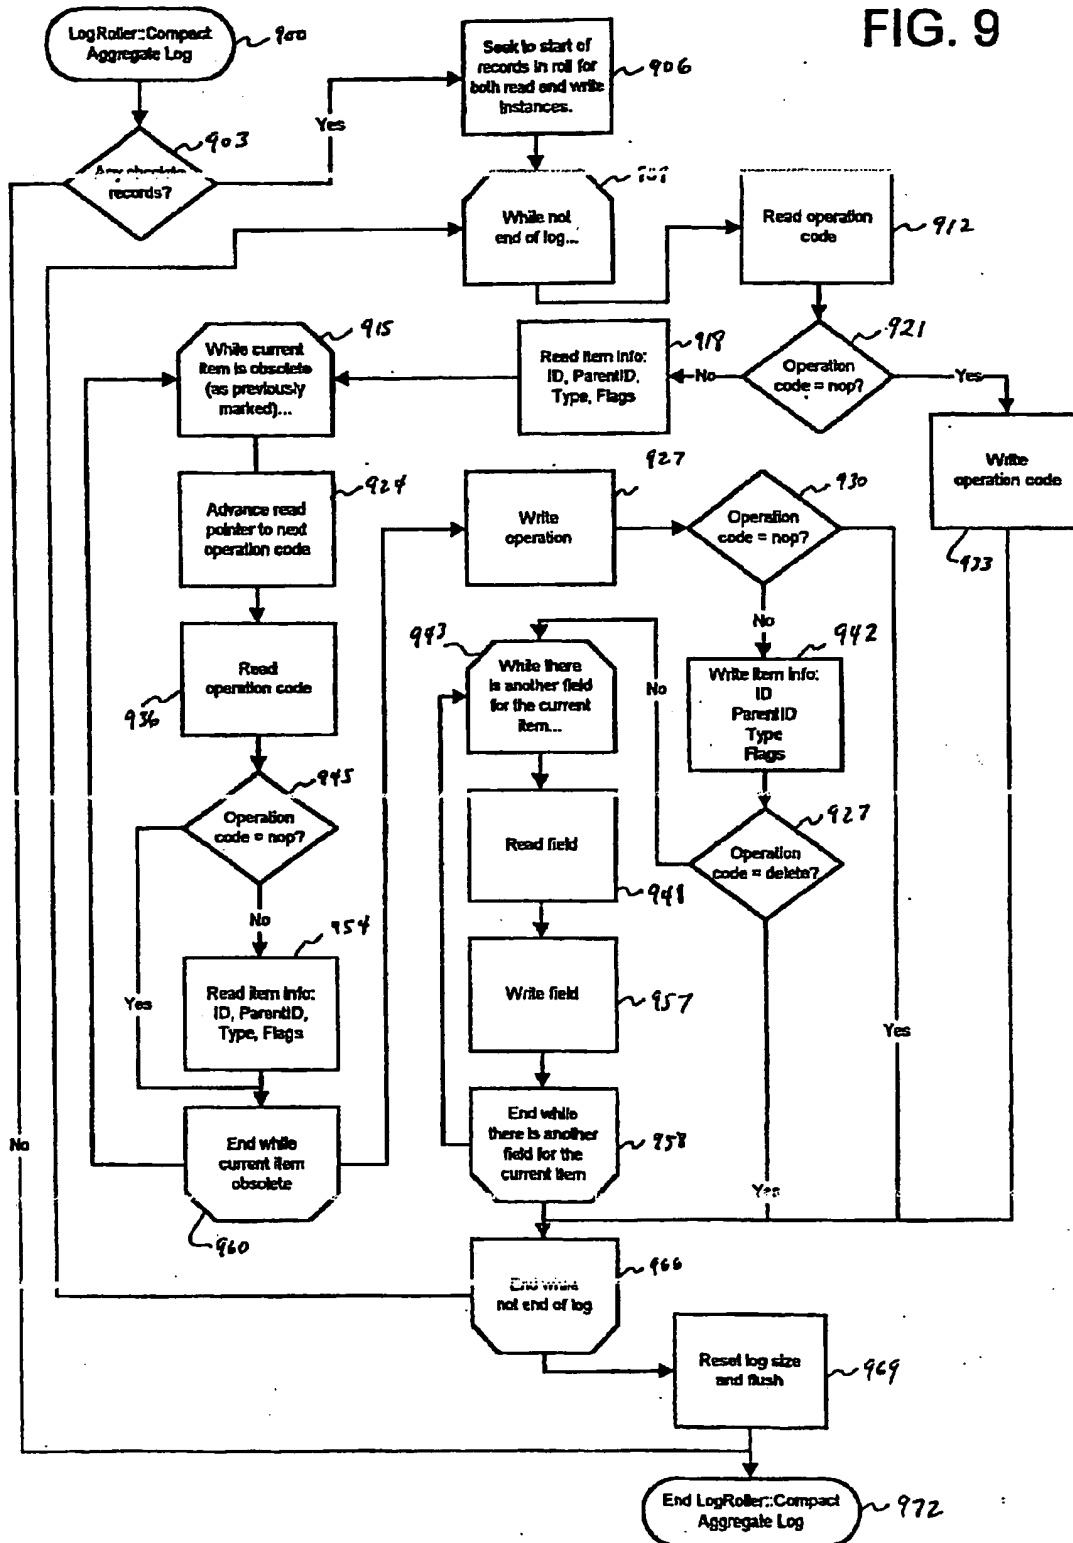 FIG. 9
LogRoller::Compact
Aggregate Log
900
Seek to start of
records in roll for
both read and write
instances.
906
Yes
903
Any obsolete
records?
While not
end of log...
Read operation
code
912
915
While current
item is obsolete
(as previously
marked)...
918
Read item info:
ID, ParentID,
Type, Flags
No
921
Operation
code = nop?
Yes
Write
operation code
933
924
Advance read
pointer to next
operation code
927
Write
operation
930
Operation
code = nop?
No
Read
operation code
936
943
While there
is another field
for the current
item...
No
942
Write item info:
ID
ParentID
Type
Flags
945
Operation
code = nop?
No
Read field
948
927
Operation
code = delete?
954
Read item info:
ID, ParentID,
Type, Flags
Yes
Write field
957
Yes
No
End while
current item
obsolete
960
End while
there is another
field for the
current item
958
Yes
End while
not end of log
966
Reset log size
and flush
969
End LogRoller::Compact
Aggregate Log
972